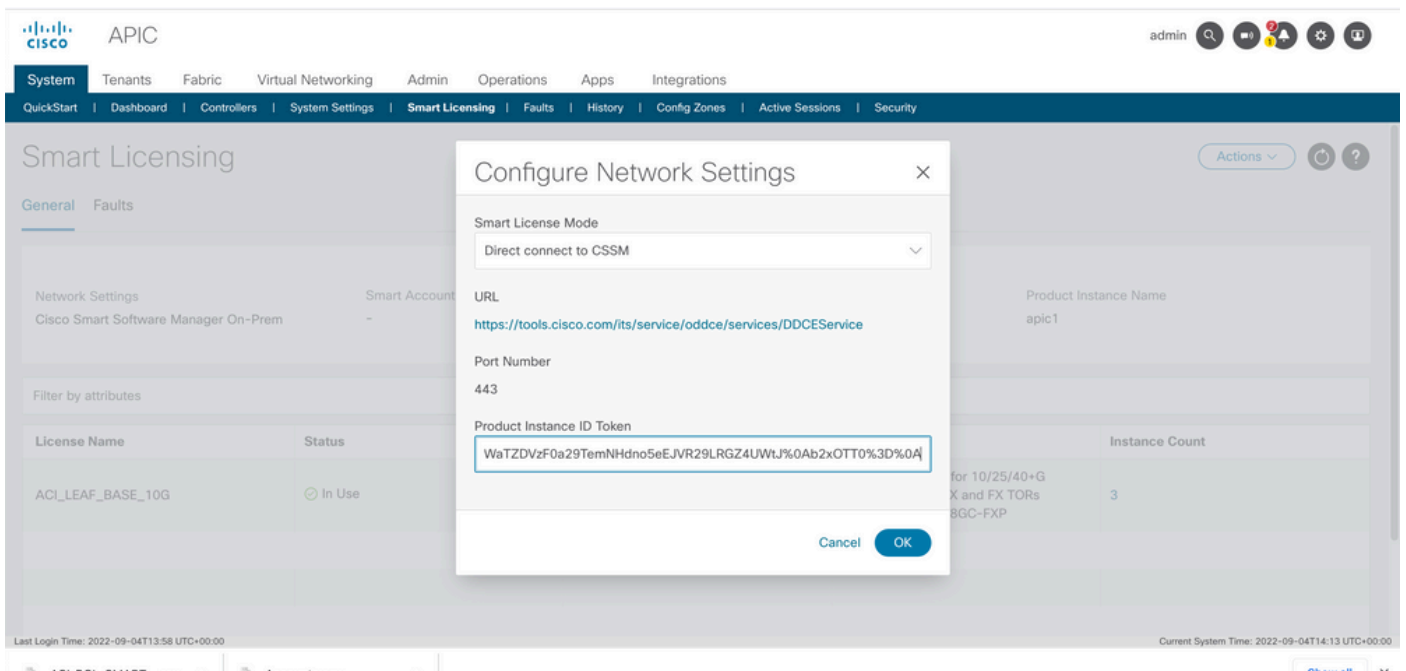 CISCO
APIC
admin
2
1
System Tenants Fabric Virtual Networking Admin Operations Apps Integrations
QuickStart | Dashboard | Controllers | System Settings | Smart Licensing | Faults | History | Config Zones | Active Sessions | Security
Smart Licensing
Actions
?
General Faults
Configure Network Settings
Smart License Mode
Direct connect to CSSM
Network Settings
Cisco Smart Software Manager On-Prem
Smart Account
-
URL
https://tools.cisco.com/its/service/oddce/services/DDCEService
Product Instance Name
apic1
Port Number
443
Filter by attributes
Product Instance ID Token
WaTZDVzF0a29TemNHdno5eEJVR29LRGZ4UWtJ%0Ab2xOTT0%3D%0A
License Name Status Instance Count
ACI_LEAF_BASE_10G In Use
for 10/25/40+G
X and FX TORs
8GC-FXP
3
Cancel OK
Last Login Time: 2022-09-04T13:58 UTC+00:00
Current System Time: 2022-09-04T14:13 UTC+00:00